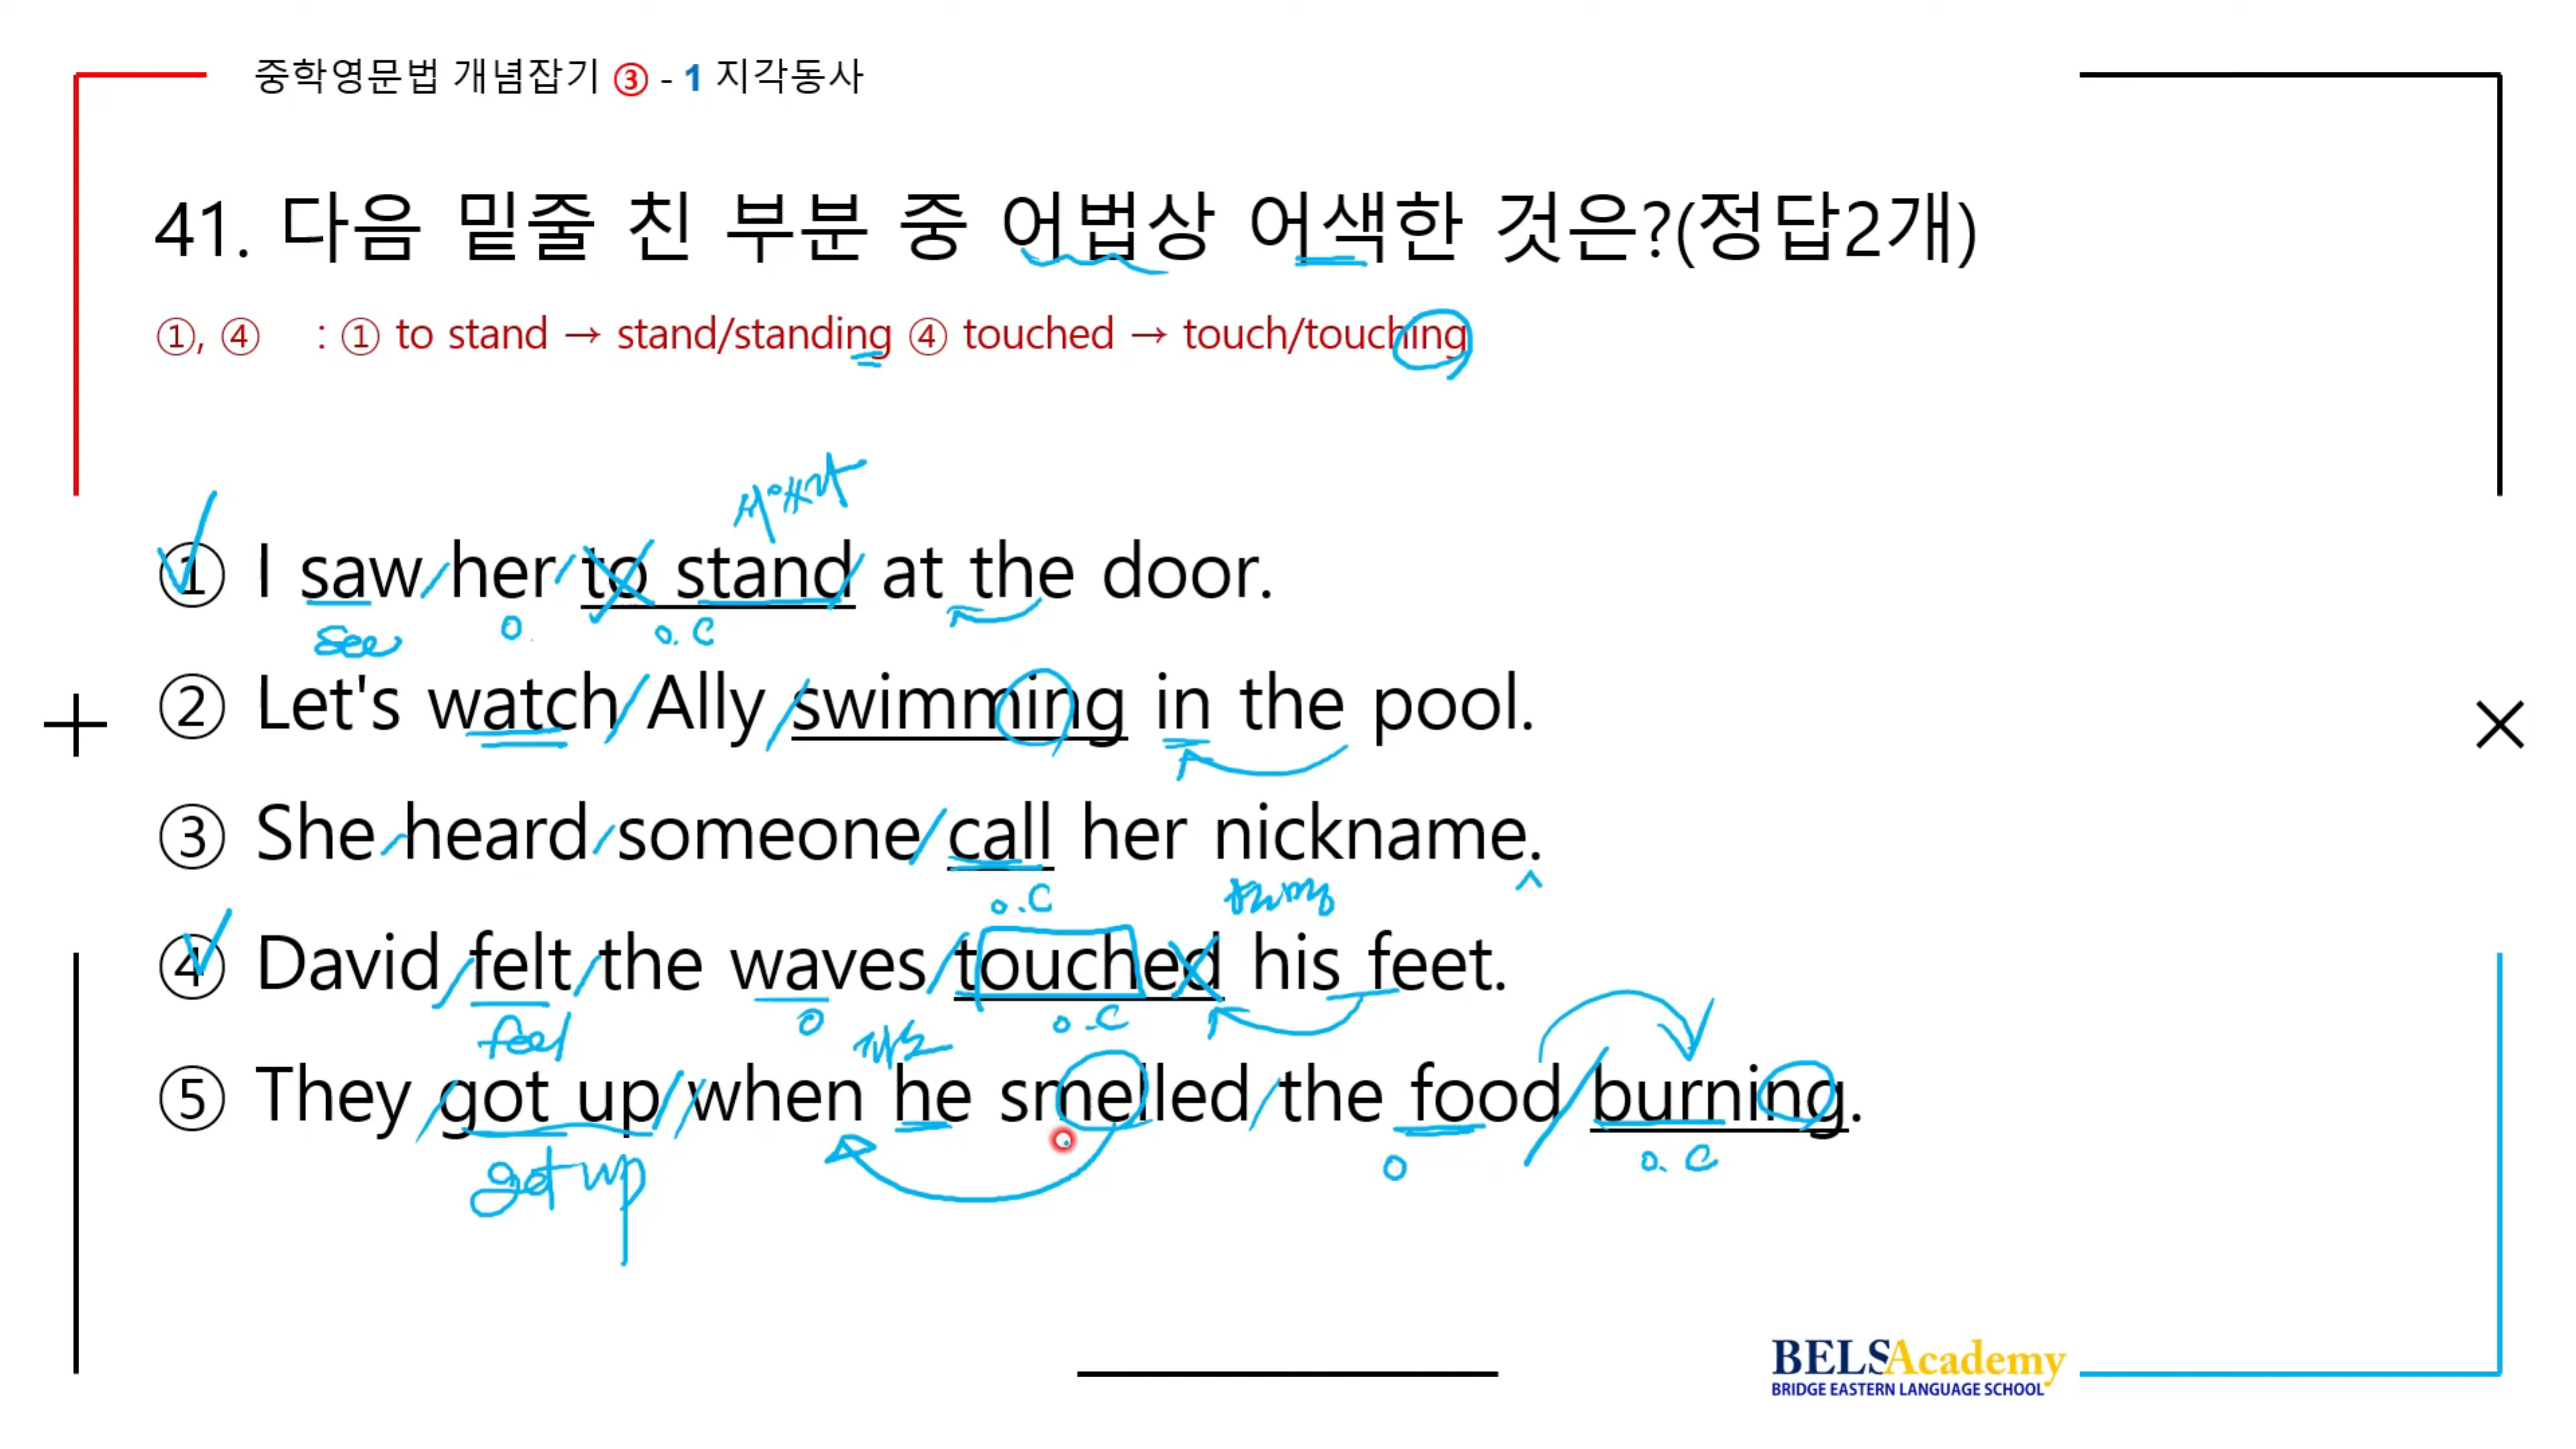 중학영문법 개념잡기 ③ - 1 지각동사
41. 다음 밑줄 친 부분 중 어법상 어색한 것은?(정답2개)
①, ④ : ① to stand → stand/standing ④ touched → touch/touching
① I saw her to stand at the door.
see o. o.c
② Let's watch Ally swimming in the pool.
③ She heard someone call her nickname.
o.c
④ David felt the waves touched his feet.
feel o o.c
⑤ They got up when he smelled the food burning.
get up o o.c
BELSAcademy
BRIDGE EASTERN LANGUAGE SCHOOL